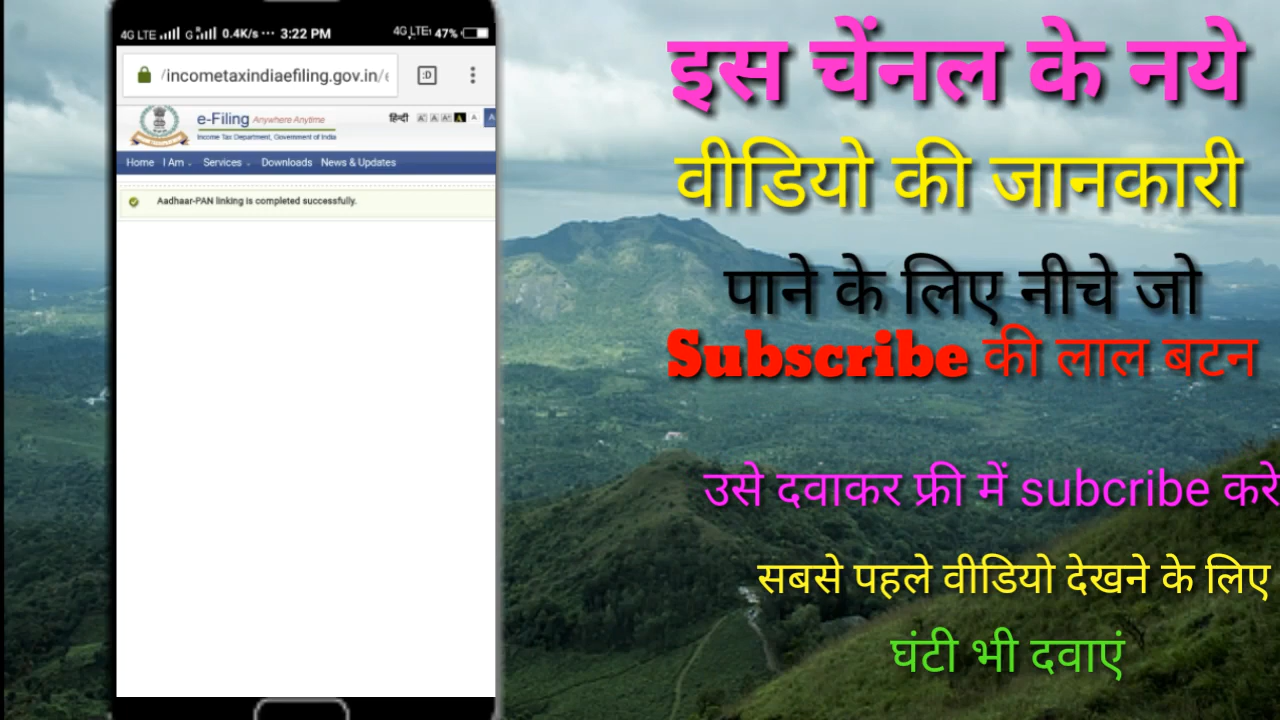 4G LTE G 0.4K/s ··· 3:22 PM 4G LTE 47%
/incometaxindiaefiling.gov.in/e
:D
e-Filing Anywhere Anytime
Income Tax Department, Government of India
हिन्दी A A A A A A
Home I Am Services Downloads News & Updates
Aadhaar-PAN linking is completed successfully.
इस चेंनल के नये
वीडियो की जानकारी
पाने के लिए नीचे जो
Subscribe की लाल बटन
उसे दवाकर फ्री में subcribe करे
सबसे पहले वीडियो देखने के लिए
घंटी भी दवाएं